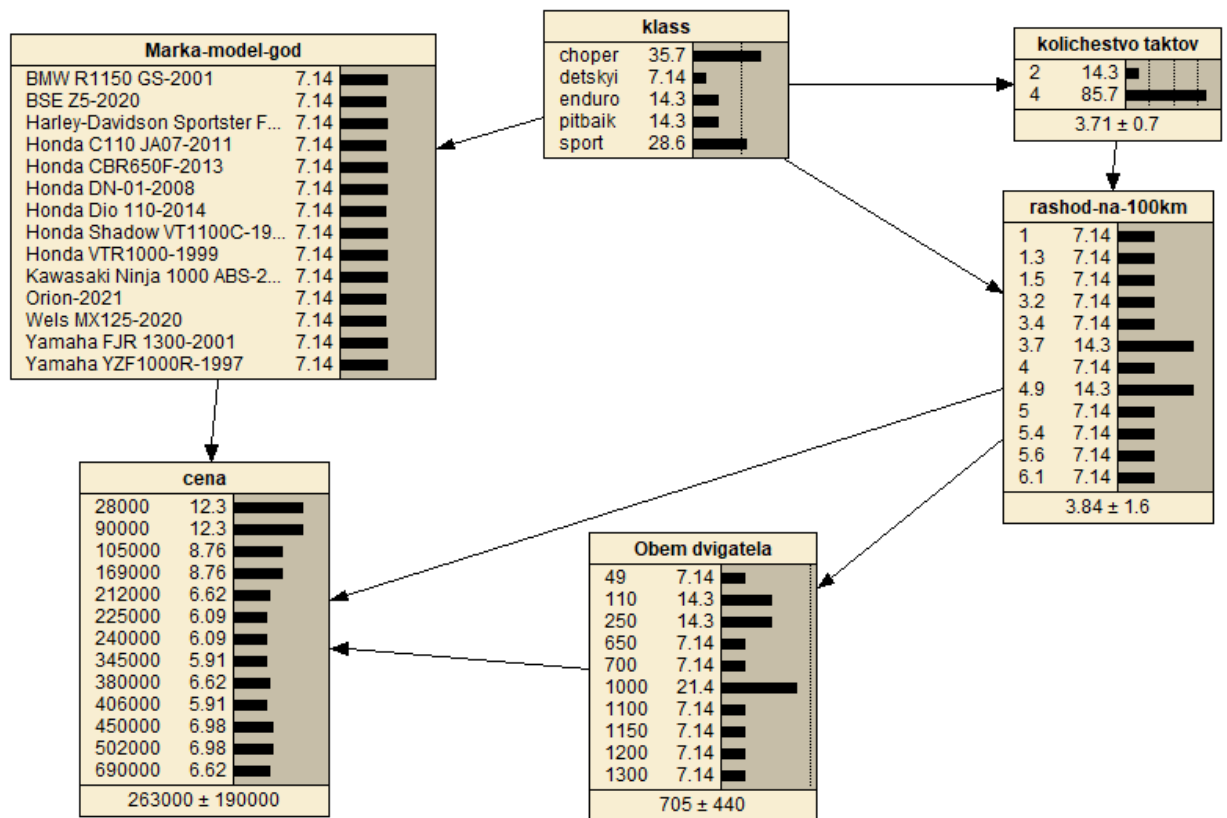 Marka-model-god
BMW R1150 GS-2001 7.14
BSE Z5-2020 7.14
Harley-Davidson Sportster F... 7.14
Honda C110 JA07-2011 7.14
Honda CBR650F-2013 7.14
Honda DN-01-2008 7.14
Honda Dio 110-2014 7.14
Honda Shadow VT1100C-19... 7.14
Honda VTR1000-1999 7.14
Kawasaki Ninja 1000 ABS-2... 7.14
Orion-2021 7.14
Wels MX125-2020 7.14
Yamaha FJR 1300-2001 7.14
Yamaha YZF1000R-1997 7.14
klass
choper 35.7
detskyi 7.14
enduro 14.3
pitbaik 14.3
sport 28.6
kolichestvo taktov
2 14.3
4 85.7
3.71 ± 0.7
rashod-na-100km
1 7.14
1.3 7.14
1.5 7.14
3.2 7.14
3.4 7.14
3.7 14.3
4 7.14
4.9 14.3
5 7.14
5.4 7.14
5.6 7.14
6.1 7.14
3.84 ± 1.6
cena
28000 12.3
90000 12.3
105000 8.76
169000 8.76
212000 6.62
225000 6.09
240000 6.09
345000 5.91
380000 6.62
406000 5.91
450000 6.98
502000 6.98
690000 6.62
263000 ± 190000
Obem dvigatela
49 7.14
110 14.3
250 14.3
650 7.14
700 7.14
1000 21.4
1100 7.14
1150 7.14
1200 7.14
1300 7.14
705 ± 440